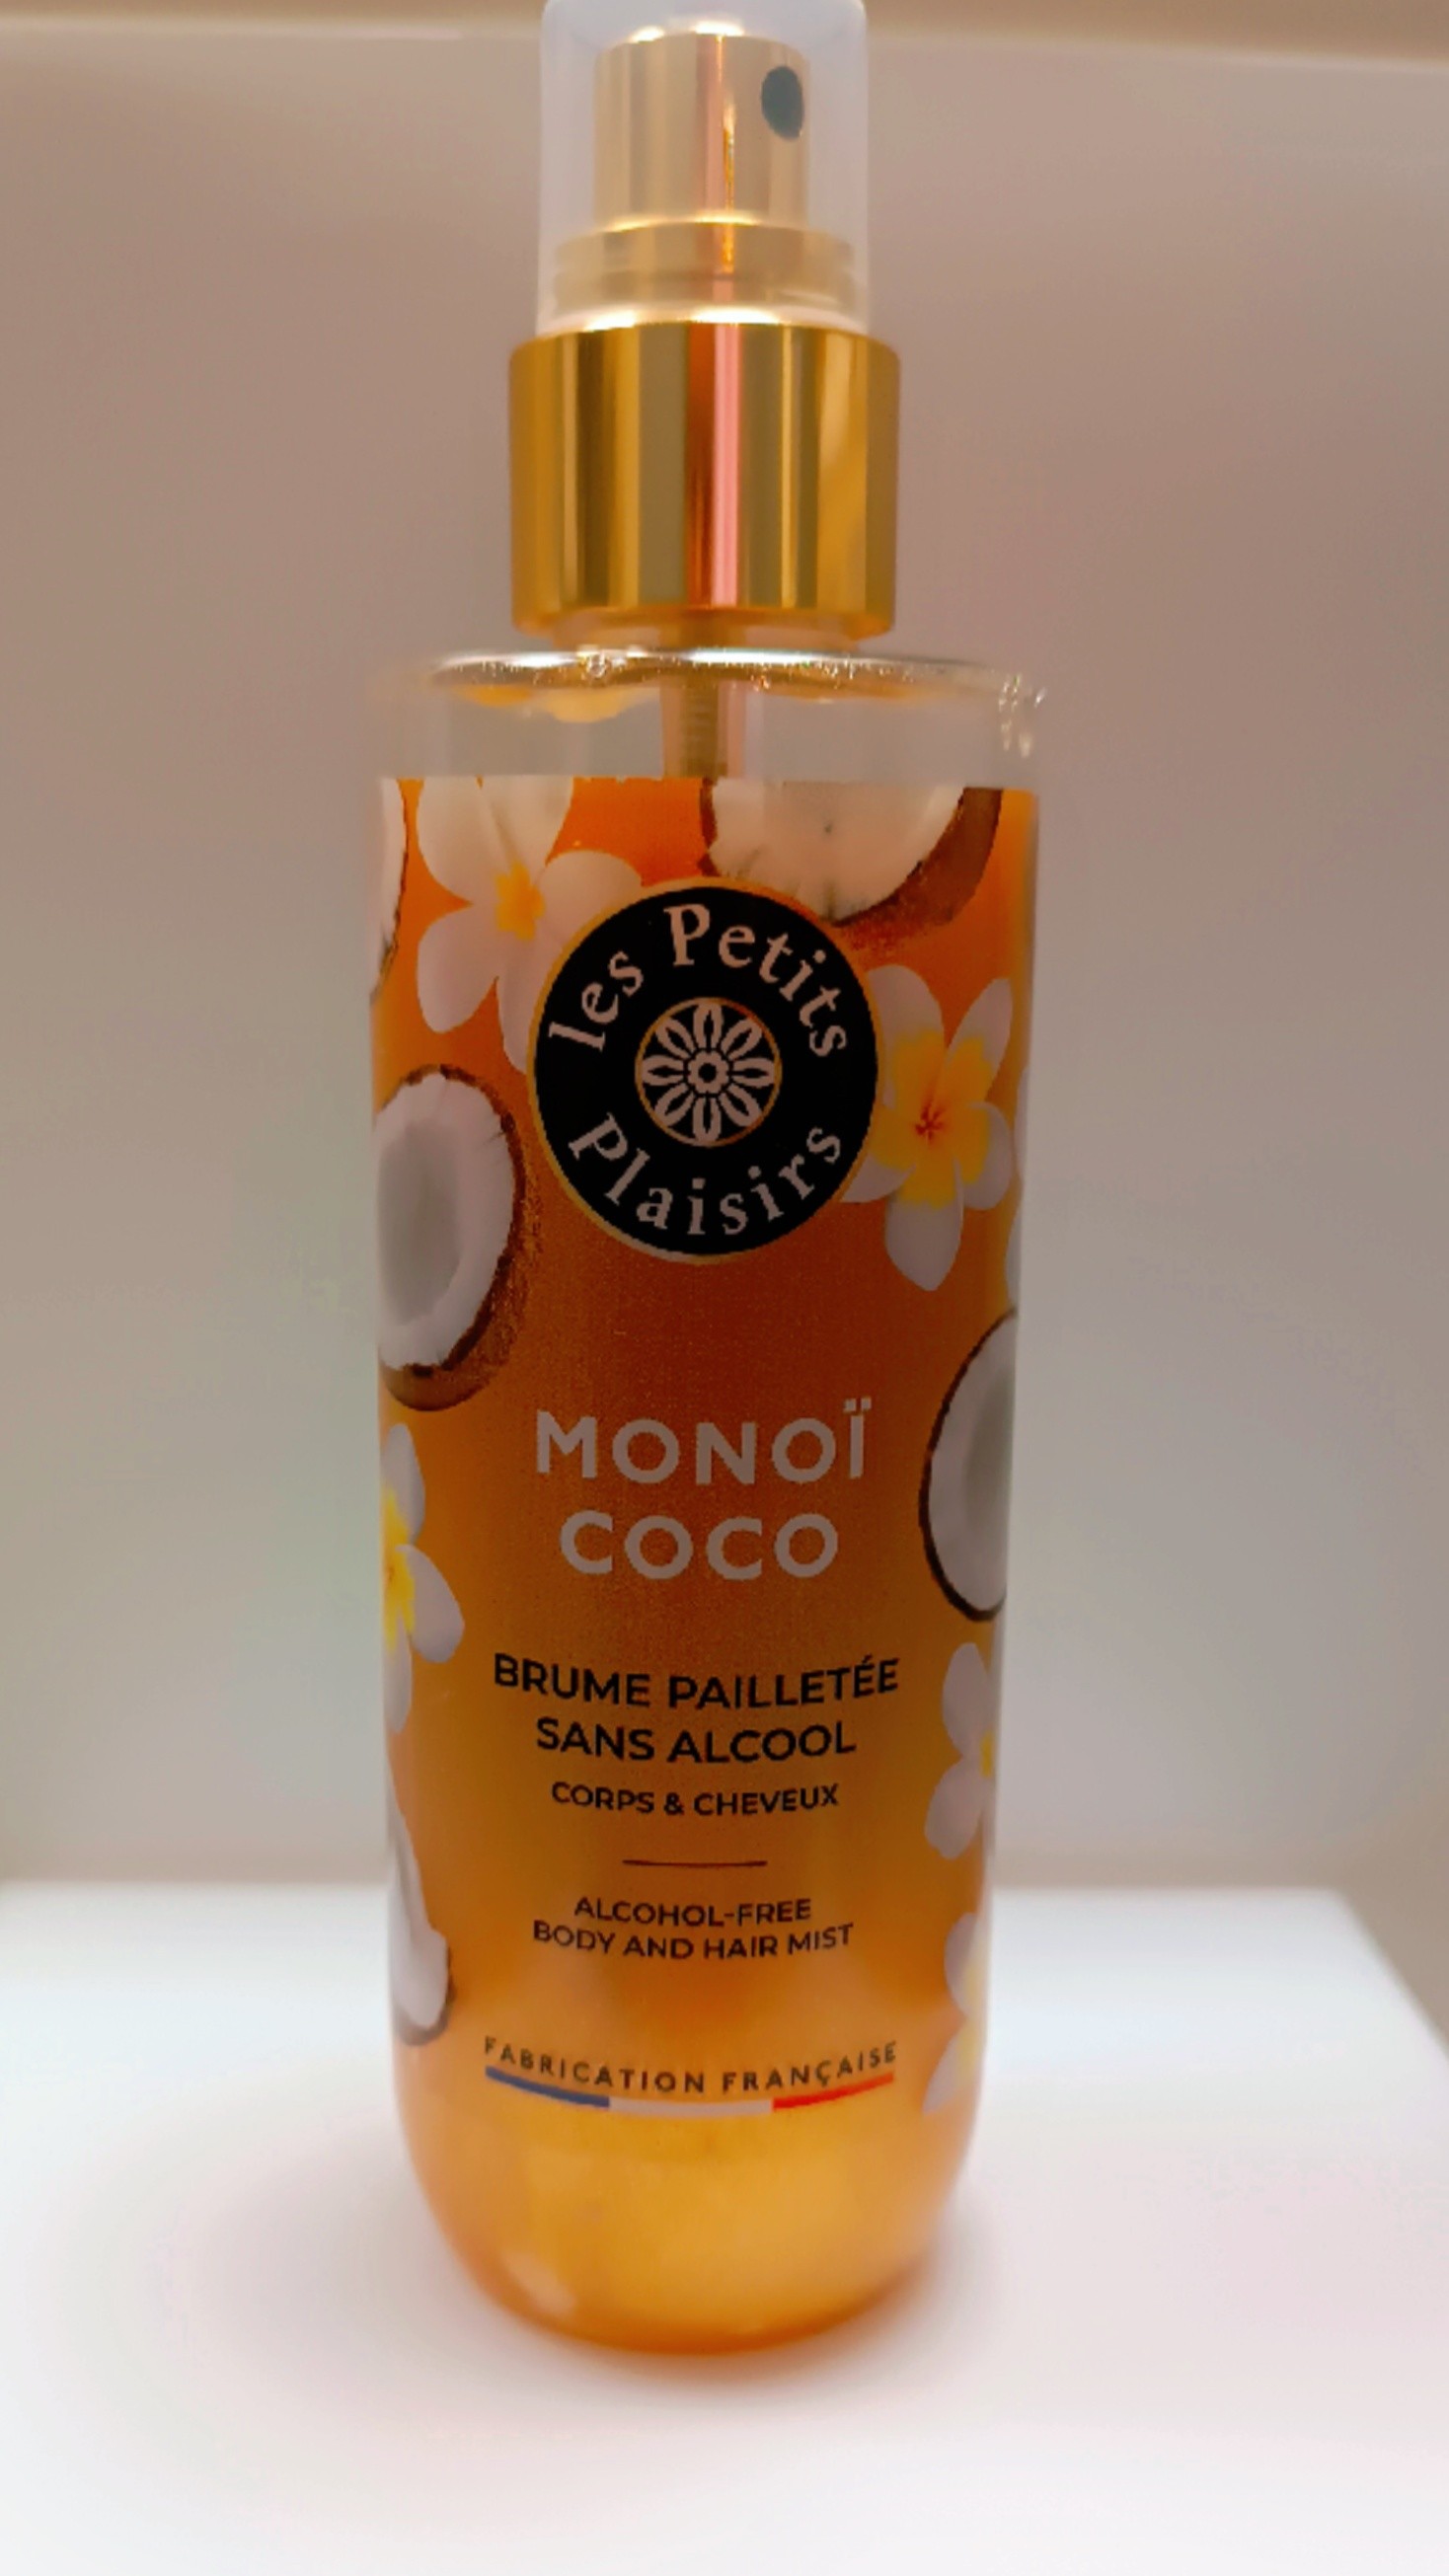 les Petits
Plaisirs
MONOÏ
COCO
BRUME PAILLETÉE
SANS ALCOOL
CORPS & CHEVEUX
ALCOHOL-FREE
BODY AND HAIR MIST
FABRICATION FRANÇAISE